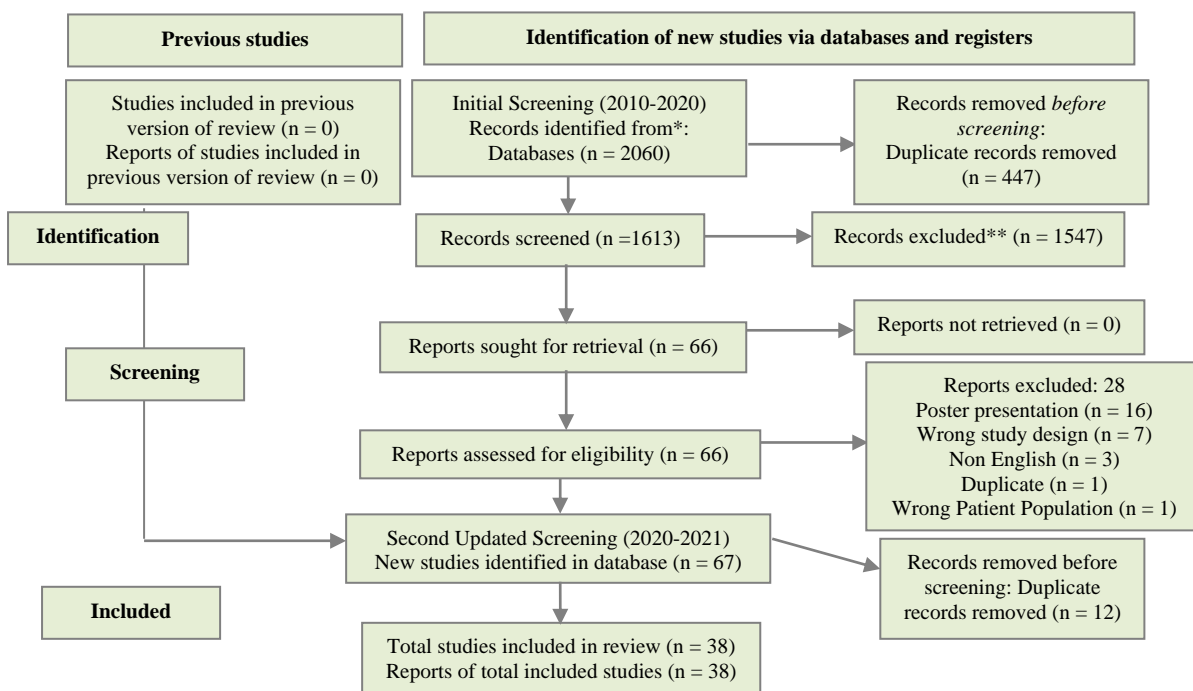 Previous studies
Identification of new studies via databases and registers
Studies included in previous
version of review (n = 0)
Reports of studies included in
previous version of review (n = 0)
Initial Screening (2010-2020)
Records identified from*:
Databases (n = 2060)
Records removed before
screening:
Duplicate records removed
(n = 447)
Identification
Records screened (n =1613)
Records excluded** (n = 1547)
Reports sought for retrieval (n = 66)
Reports not retrieved (n = 0)
Screening
Reports assessed for eligibility (n = 66)
Reports excluded: 28
Poster presentation (n = 16)
Wrong study design (n = 7)
Non English (n = 3)
Duplicate (n = 1)
Wrong Patient Population (n = 1)
Second Updated Screening (2020-2021)
New studies identified in database (n = 67)
Records removed before
screening: Duplicate
records removed (n = 12)
Included
Total studies included in review (n = 38)
Reports of total included studies (n = 38)